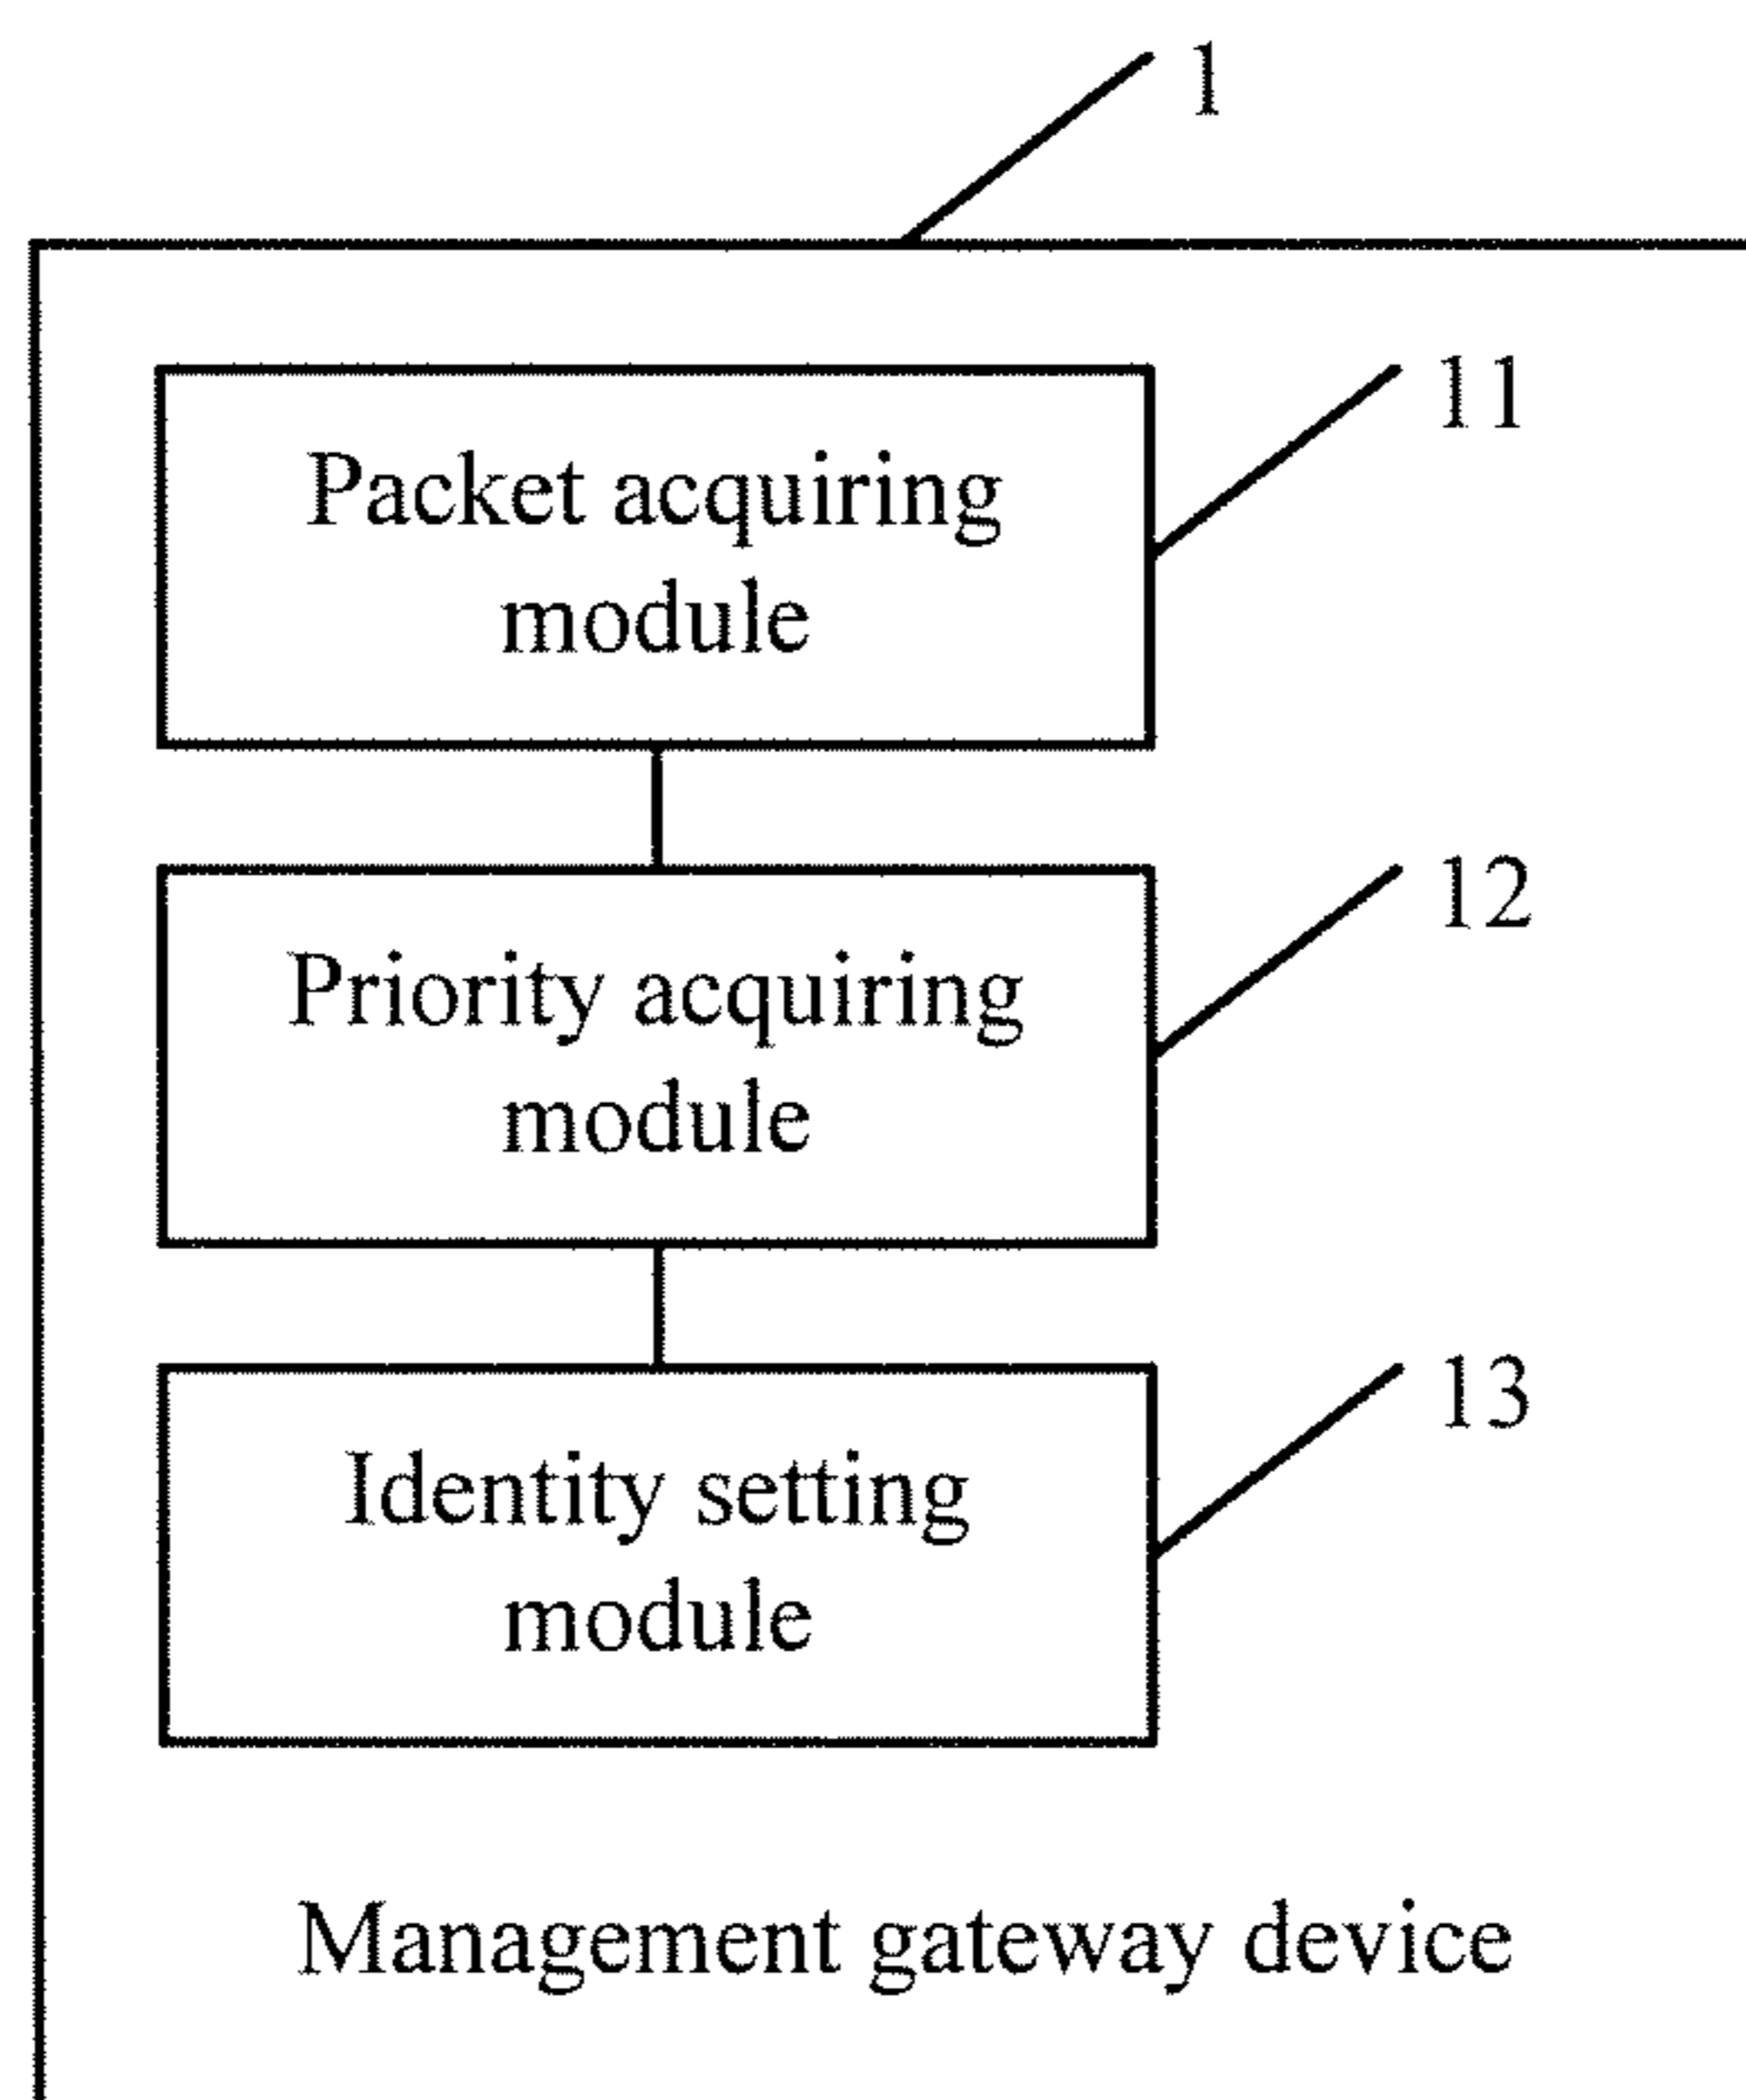 1
11
Packet acquiring
module
12
Priority acquiring
module
13
Identity setting
module
Management gateway device